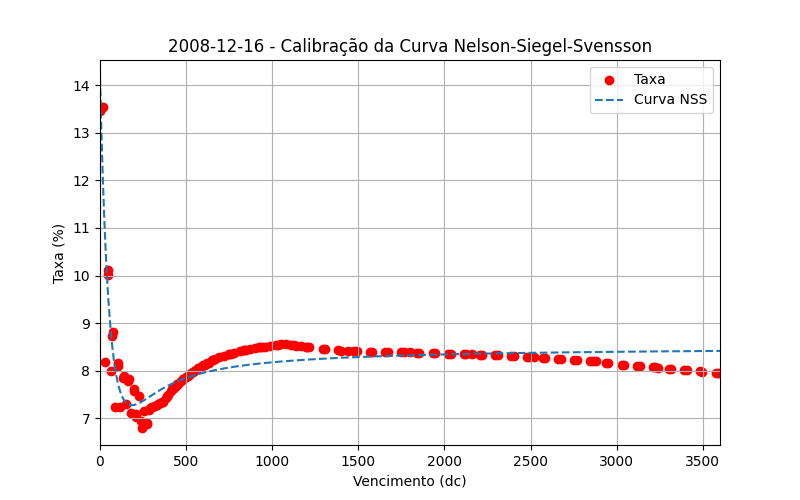 2008-12-16 - Calibração da Curva Nelson-Siegel-Svensson
Taxa
Curva NSS
Taxa (%)
14
13
12
11
10
9
8
7
0 500 1000 1500 2000 2500 3000 3500
Vencimento (dc)